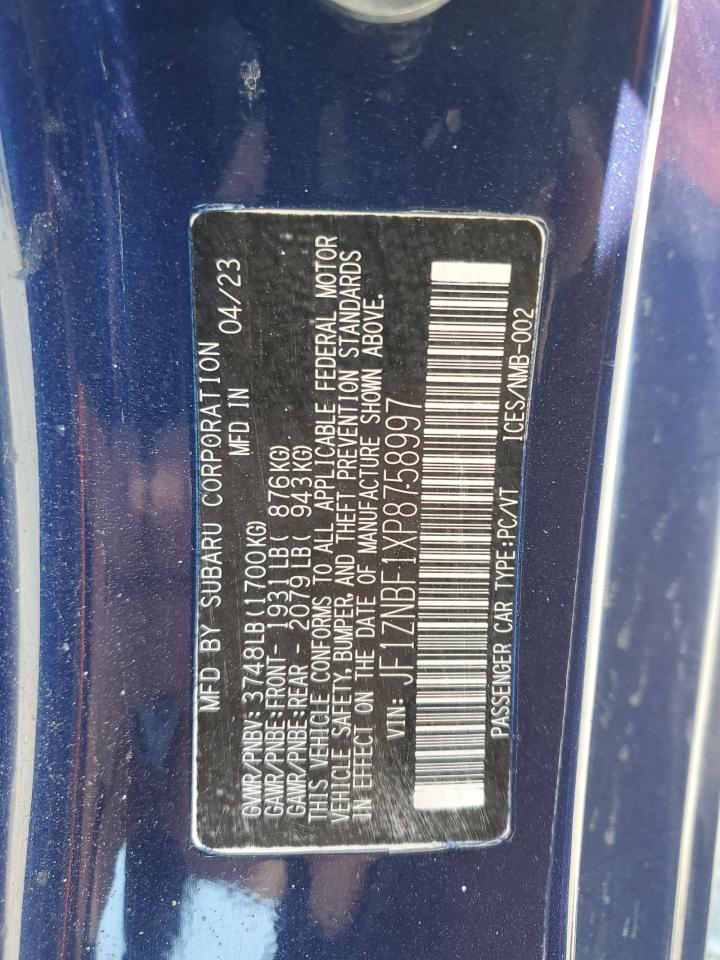 MFD BY SUBARU CORPORATION
MFD IN 04/23
GVWR/PNBV: 3748LB(1700KG)
GAWR/PNBE:FRONT- 1931LB( 876KG)
GAWR/PNBE:REAR - 2079LB( 943KG)
THIS VEHICLE CONFORMS TO ALL APPLICABLE FEDERAL MOTOR
VEHICLE SAFETY, BUMPER, AND THEFT PREVENTION STANDARDS
IN EFFECT ON THE DATE OF MANUFACTURE SHOWN ABOVE.
VIN: JF1ZNBF1XP8758997
PASSENGER CAR TYPE:PC/VT ICES/NMB-002